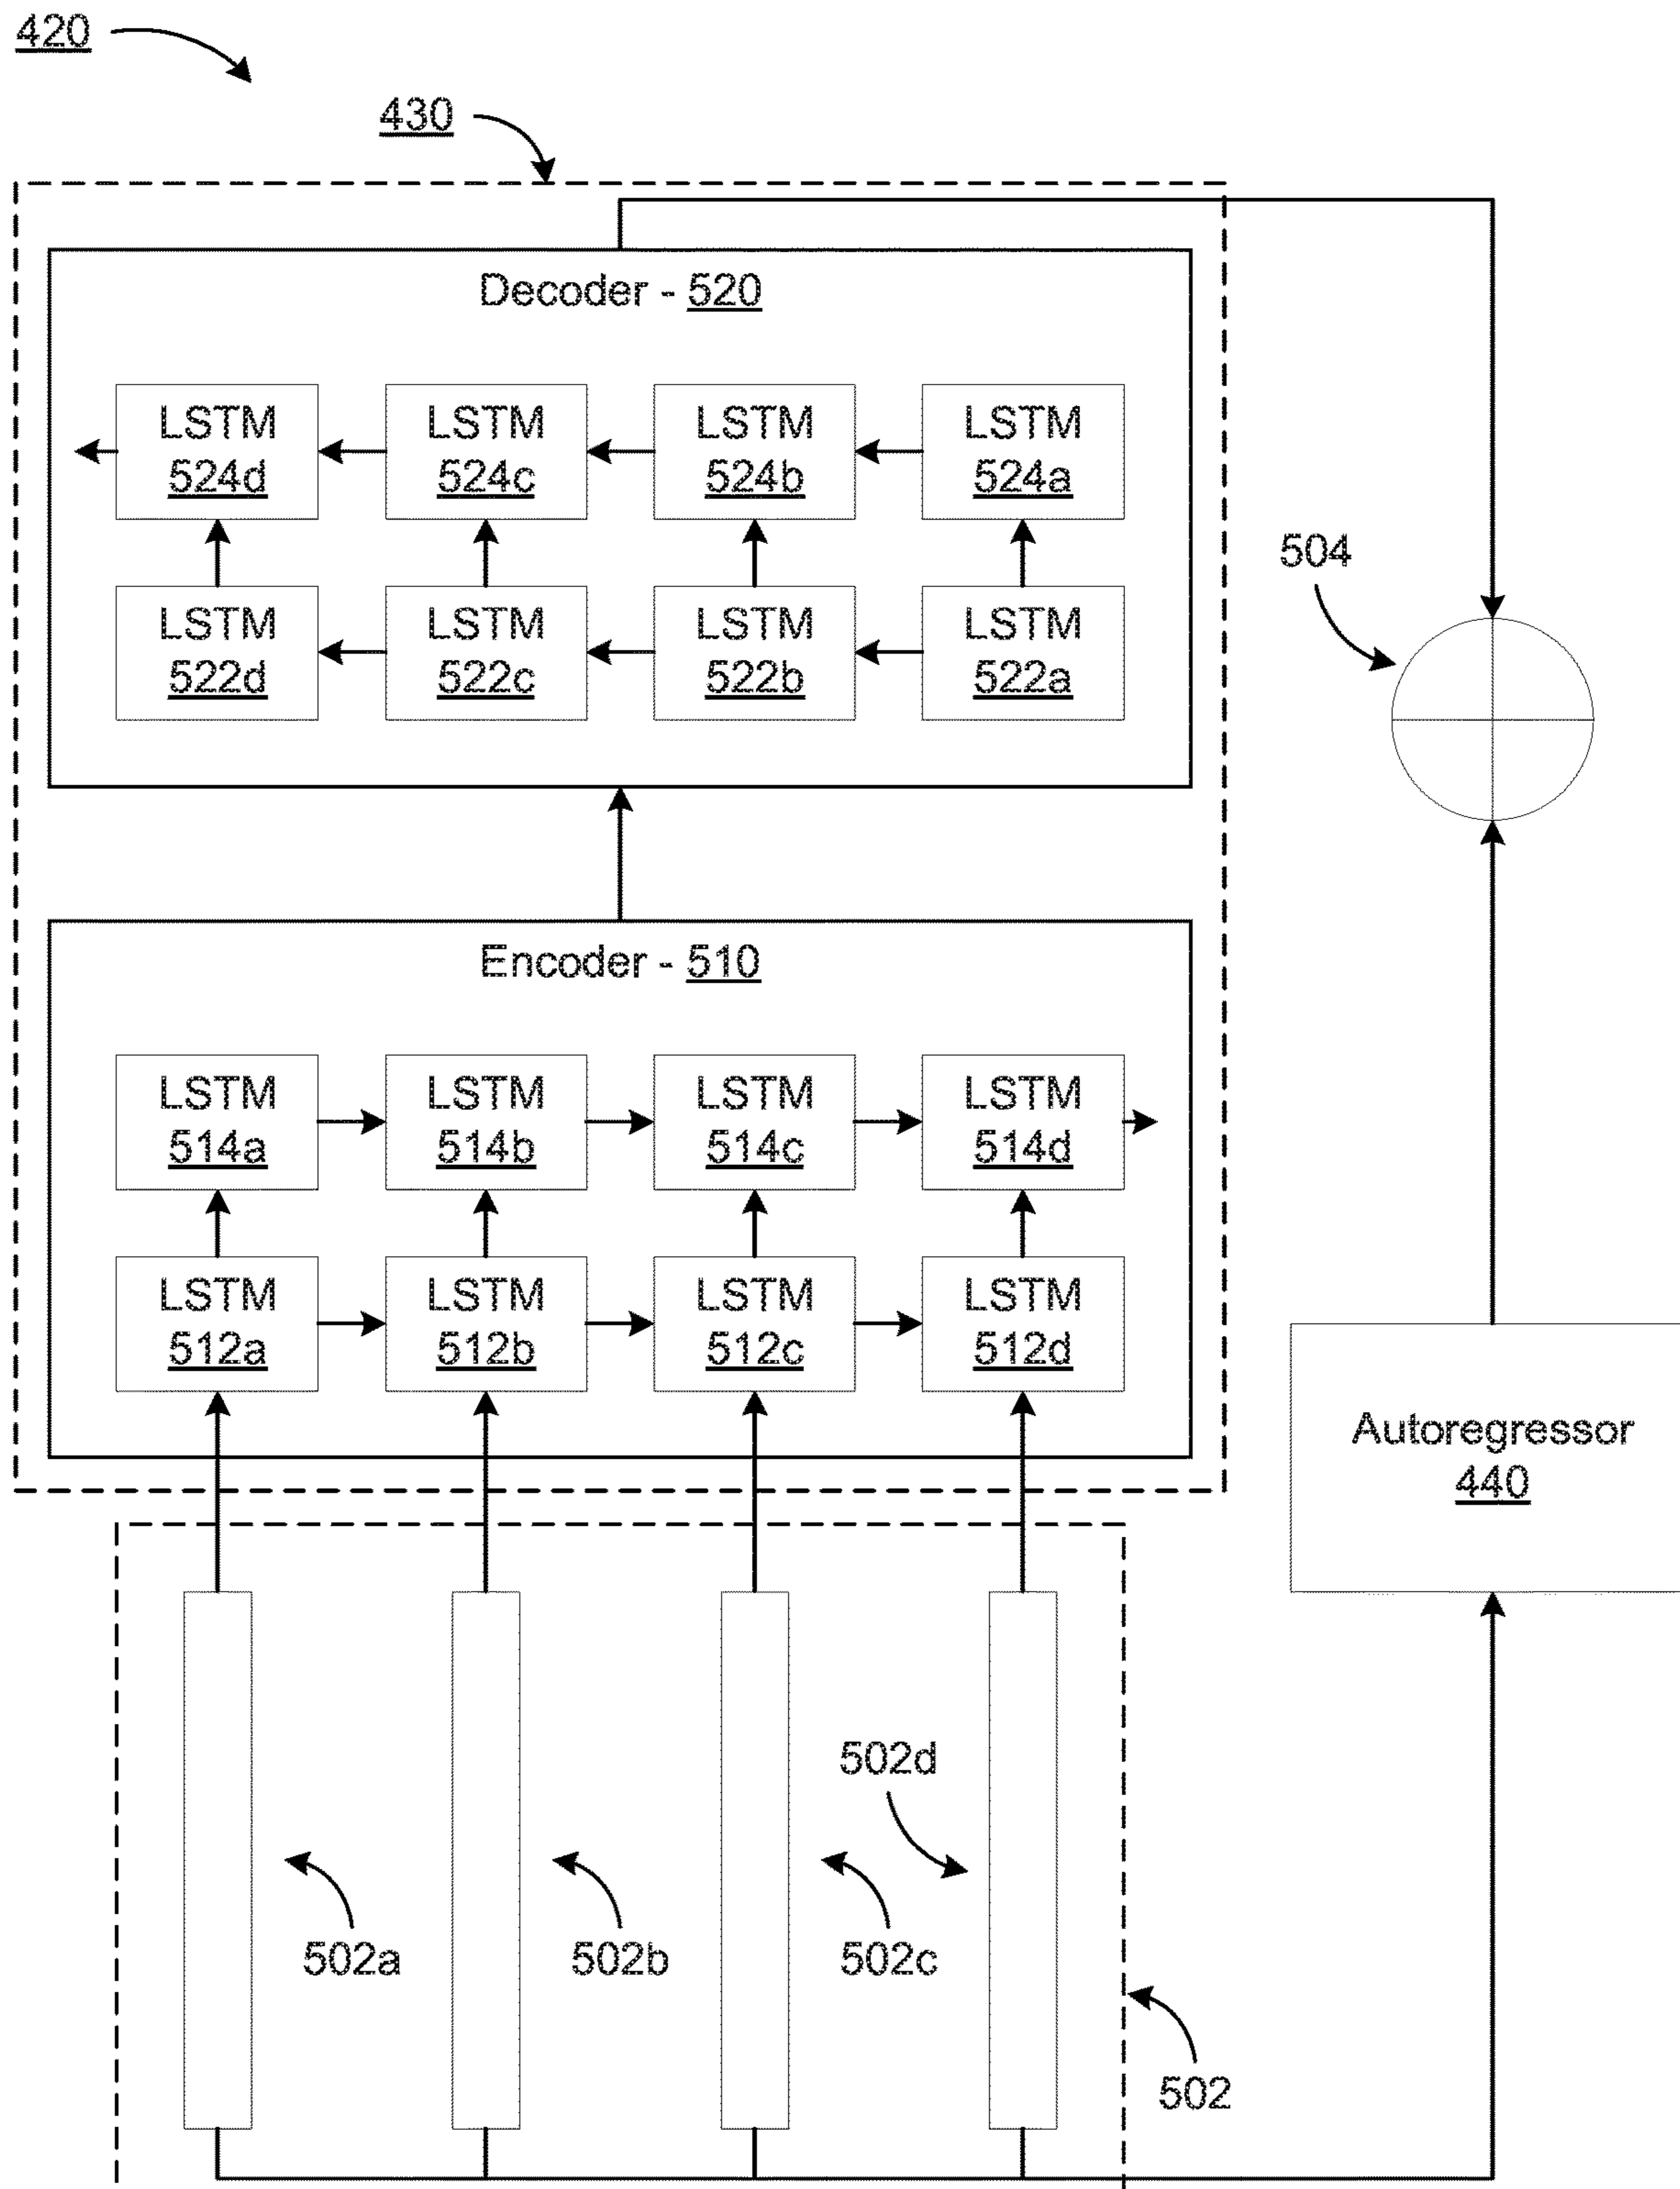 420
430
Decoder - 520
LSTM
524d
LSTM
524c
LSTM
524b
LSTM
524a
504
LSTM
522d
LSTM
522c
LSTM
522b
LSTM
522a
Encoder - 510
LSTM
514a
LSTM
514b
LSTM
514c
LSTM
514d
LSTM
512a
LSTM
512b
LSTM
512c
LSTM
512d
Autoregressor
440
502d
502a
502b
502c
502